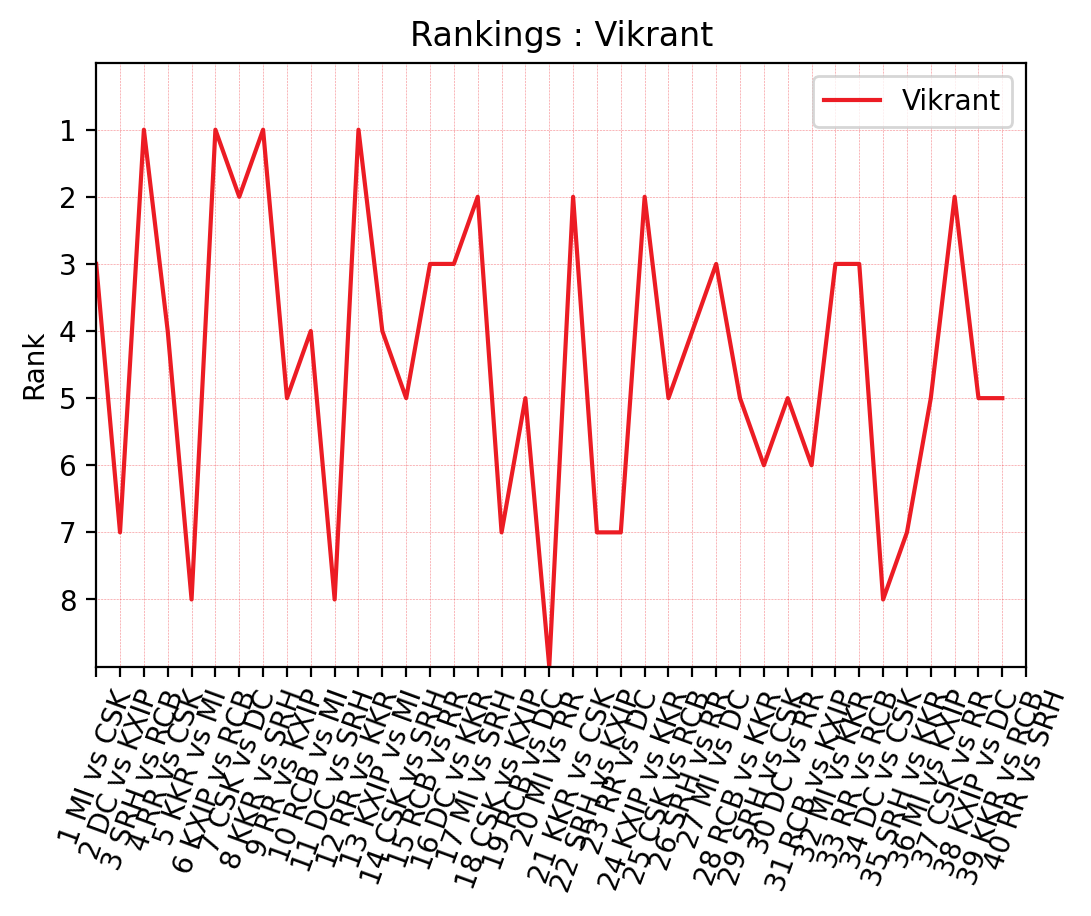 Rankings : Vikrant
Vikrant
Rank
1
2
3
4
5
6
7
8
1 MI vs CSK
2 DC vs KXIP
3 SRH vs RCB
4 RR vs CSK
5 KKR vs MI
6 KXIP vs RCB
7 CSK vs DC
8 KKR vs SRH
9 RR vs KXIP
10 RCB vs MI
11 DC vs SRH
12 RR vs KKR
13 KXIP vs MI
14 CSK vs SRH
15 RCB vs RR
16 DC vs KKR
17 MI vs SRH
18 CSK vs KXIP
19 RCB vs DC
20 MI vs RR
21 KKR vs CSK
22 SRH vs KXIP
23 RR vs DC
24 KXIP vs KKR
25 CSK vs RCB
26 SRH vs RR
27 MI vs DC
28 RCB vs KKR
29 SRH vs CSK
30 DC vs RR
31 RCB vs KXIP
32 MI vs KKR
33 RR vs RCB
34 DC vs CSK
35 SRH vs KKR
36 MI vs KXIP
37 CSK vs RR
38 KXIP vs DC
39 KKR vs RCB
40 RR vs SRH